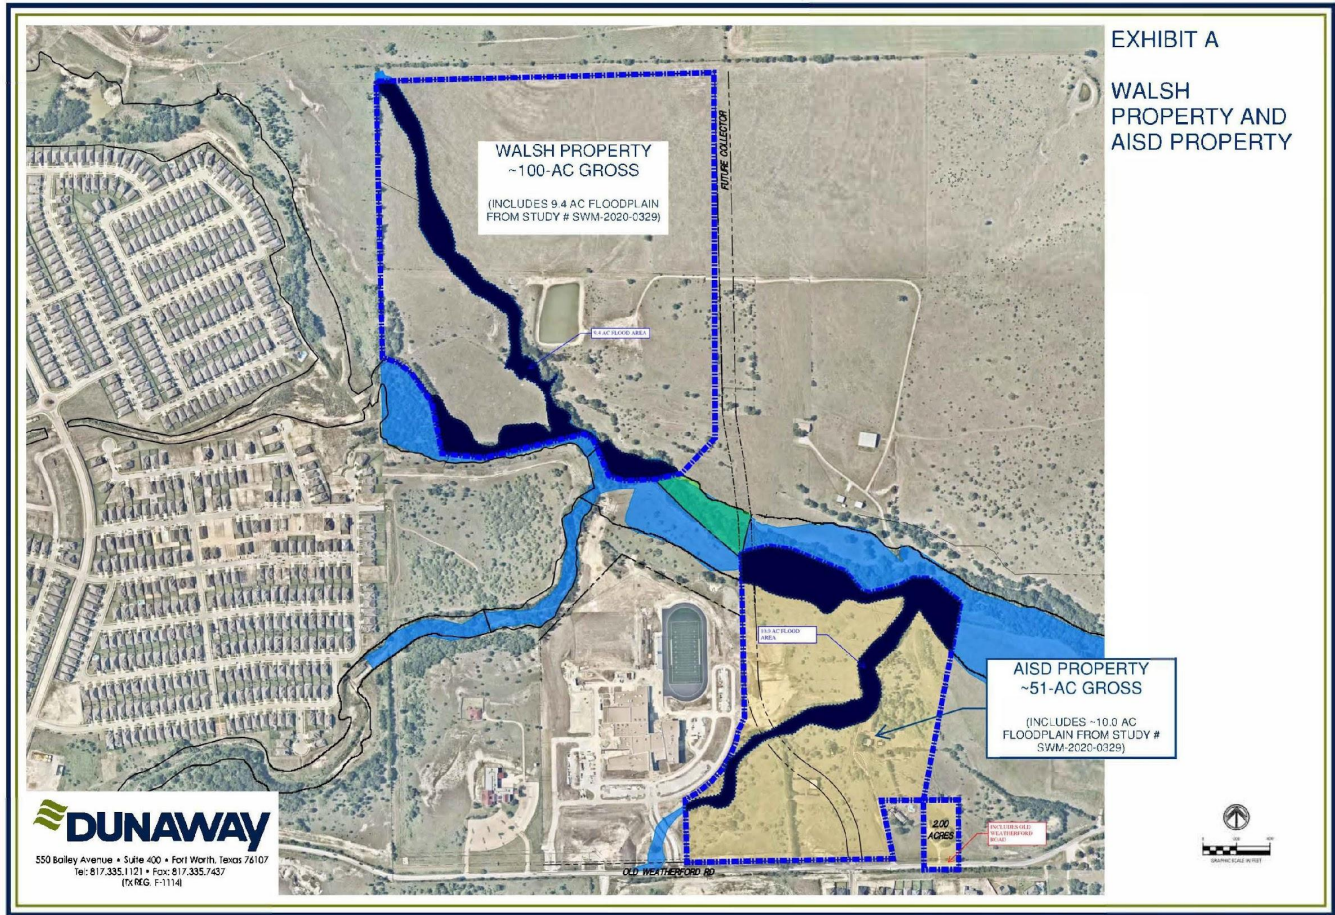 EXHIBIT A
WALSH
PROPERTY AND
AISD PROPERTY
WALSH PROPERTY
~100-AC GROSS
(INCLUDES 9.4 AC FLOODPLAIN
FROM STUDY # SWM-2020-0329)
FUTURE COLLECTOR
9.4 AC FLOOD AREA
AC FLOOD
AREA
AISD PROPERTY
~51-AC GROSS
(INCLUDES ~10.0 AC
FLOODPLAIN FROM STUDY #
SWM-2020-0329)
2.00
ACRES
INCLUDES OLD
WEATHERFORD
ROAD
OLD WEATHERFORD RD
DUNAWAY
550 Bailey Avenue • Suite 400 • Fort Worth, Texas 76107
Tel: 817.335.1121 • Fax: 817.335.7437
(TX REG. F-1114)
GRAPHIC SCALE IN FEET